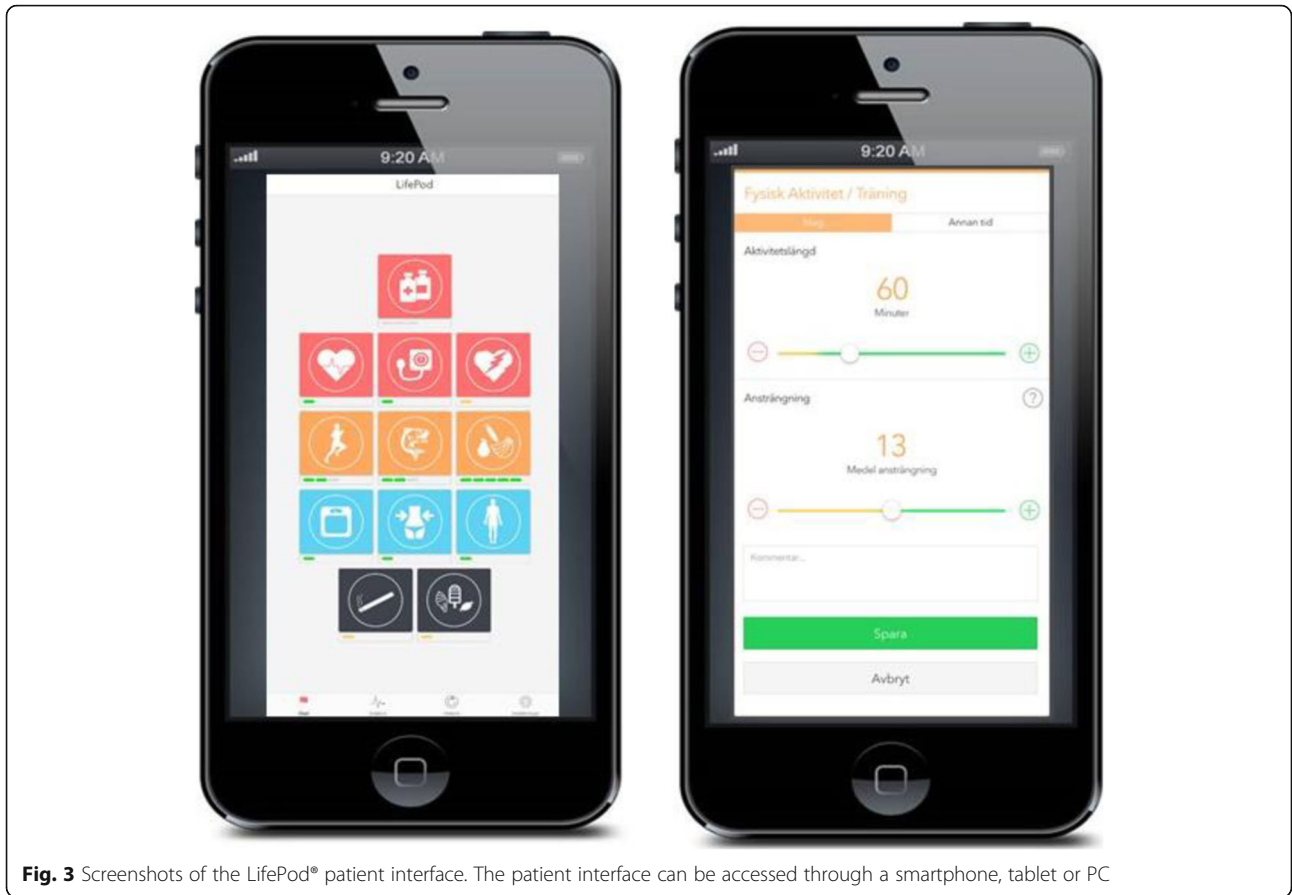 9:20 AM
LifePod
9:20 AM
Fysisk Aktivitet / Träning
Idag
Annan tid
Aktivitetslängd
60
Minuter
Ansträngning
?
13
Medel ansträngning
Kommentar...
Spara
Avbryt
Fig. 3 Screenshots of the LifePod® patient interface. The patient interface can be accessed through a smartphone, tablet or PC